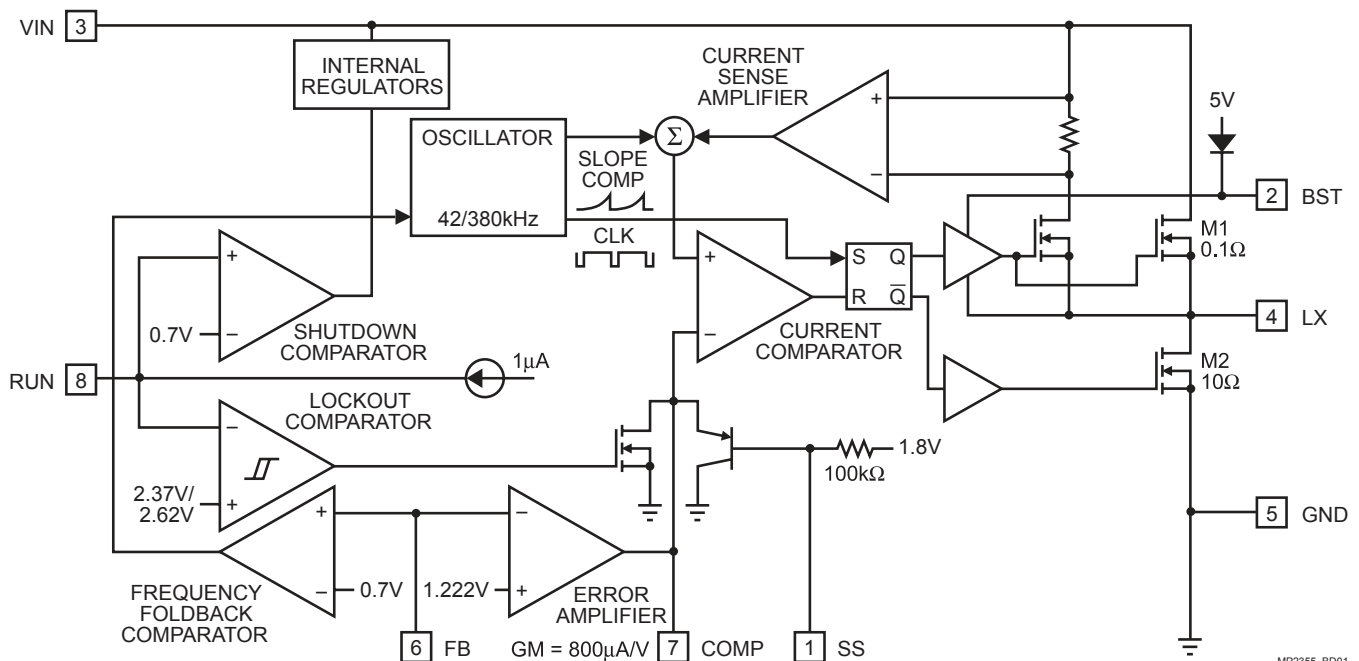 VIN 3
INTERNAL
REGULATORS
CURRENT
SENSE
AMPLIFIER
+
−
5V
OSCILLATOR
42/380kHz
Σ
SLOPE
COMP
CLK
2 BST
M1
0.1Ω
+
−
0.7V
SHUTDOWN
COMPARATOR
+
−
CURRENT
COMPARATOR
S Q
R Q̅
4 LX
M2
10Ω
RUN 8
1μA
LOCKOUT
COMPARATOR
−
+
2.37V/
2.62V
1.8V
100kΩ
5 GND
+
−
0.7V
FREQUENCY
FOLDBACK
COMPARATOR
−
+
1.222V
ERROR
AMPLIFIER
6 FB
GM = 800μA/V
7 COMP
1 SS
MP2355_BD01